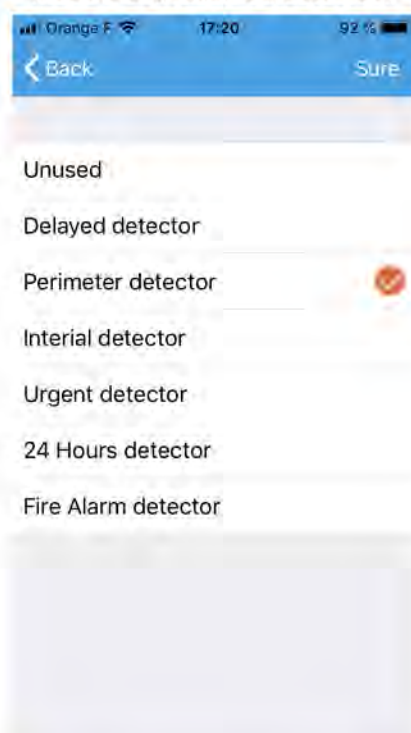 Orange F 17:20 92 %
Back Sure
Unused
Delayed detector
Perimeter detector
Interial detector
Urgent detector
24 Hours detector
Fire Alarm detector